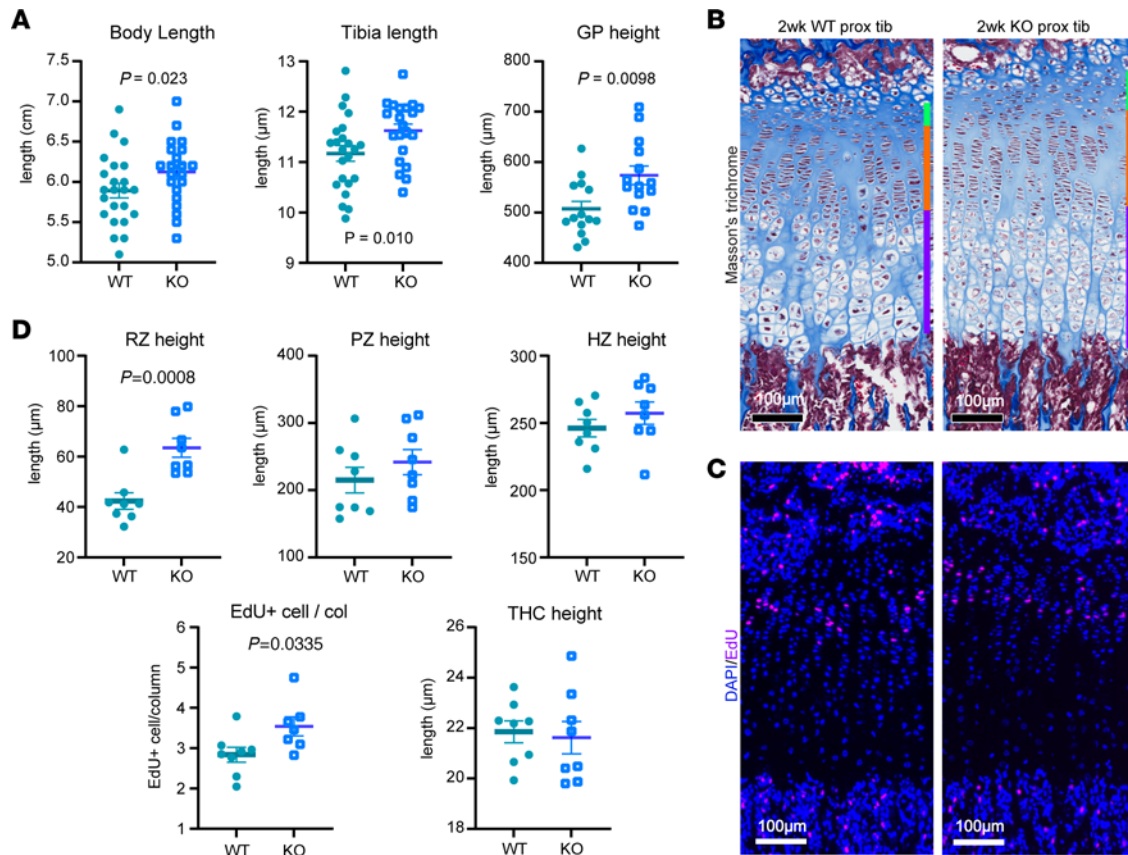 A
Body Length
P = 0.023
length (cm)
7.5
7.0
6.5
6.0
5.5
5.0
WT
KO
Tibia length
P = 0.010
length (µm)
13
12
11
10
9
WT
KO
GP height
P = 0.0098
length (µm)
800
700
600
500
400
WT
KO
B
2wk WT prox tib
2wk KO prox tib
Masson's trichrome
100µm
100µm
D
RZ height
P=0.0008
length (µm)
100
80
60
40
20
WT
KO
PZ height
length (µm)
400
300
200
100
WT
KO
HZ height
length (µm)
300
250
200
150
WT
KO
EdU+ cell / col
P=0.0335
EdU+ cell/column
6
5
4
3
2
1
WT
KO
THC height
length (µm)
26
24
22
20
18
WT
KO
C
DAPI/EdU
100µm
100µm